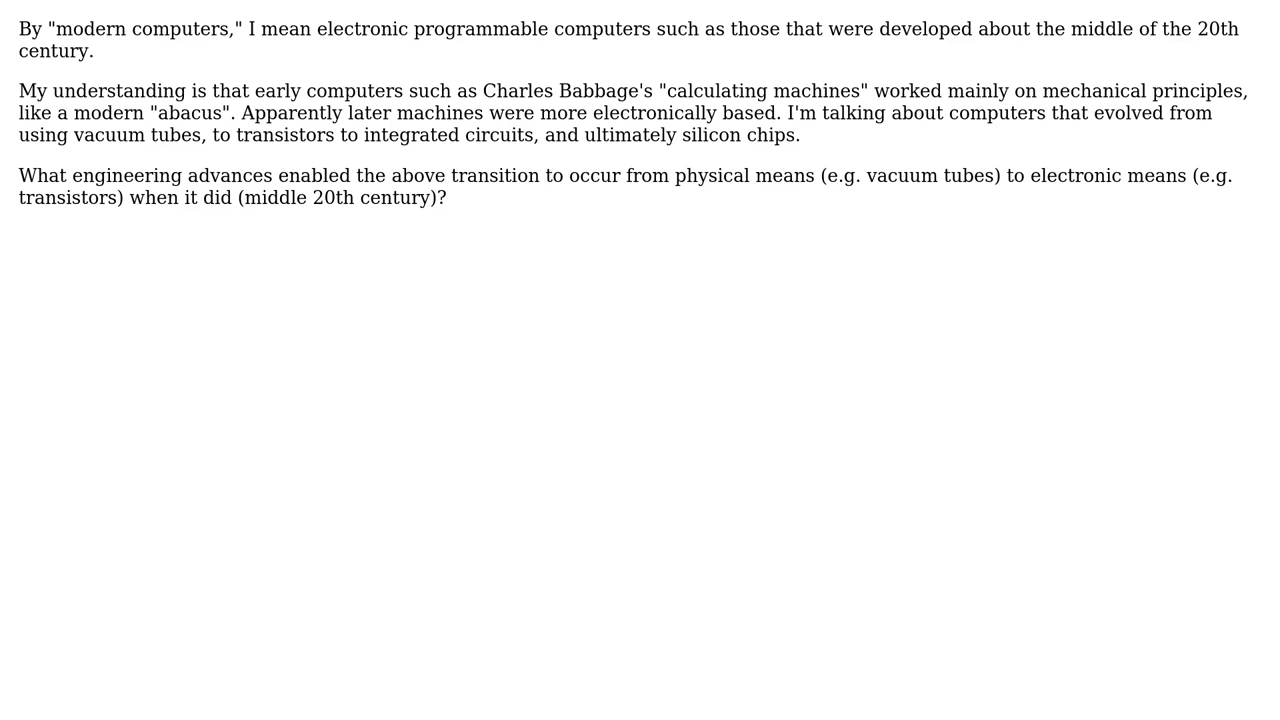 By "modern computers," I mean electronic programmable computers such as those that were developed about the middle of the 20th
century.
My understanding is that early computers such as Charles Babbage's "calculating machines" worked mainly on mechanical principles,
like a modern "abacus". Apparently later machines were more electronically based. I'm talking about computers that evolved from
using vacuum tubes, to transistors to integrated circuits, and ultimately silicon chips.
What engineering advances enabled the above transition to occur from physical means (e.g. vacuum tubes) to electronic means (e.g.
transistors) when it did (middle 20th century)?